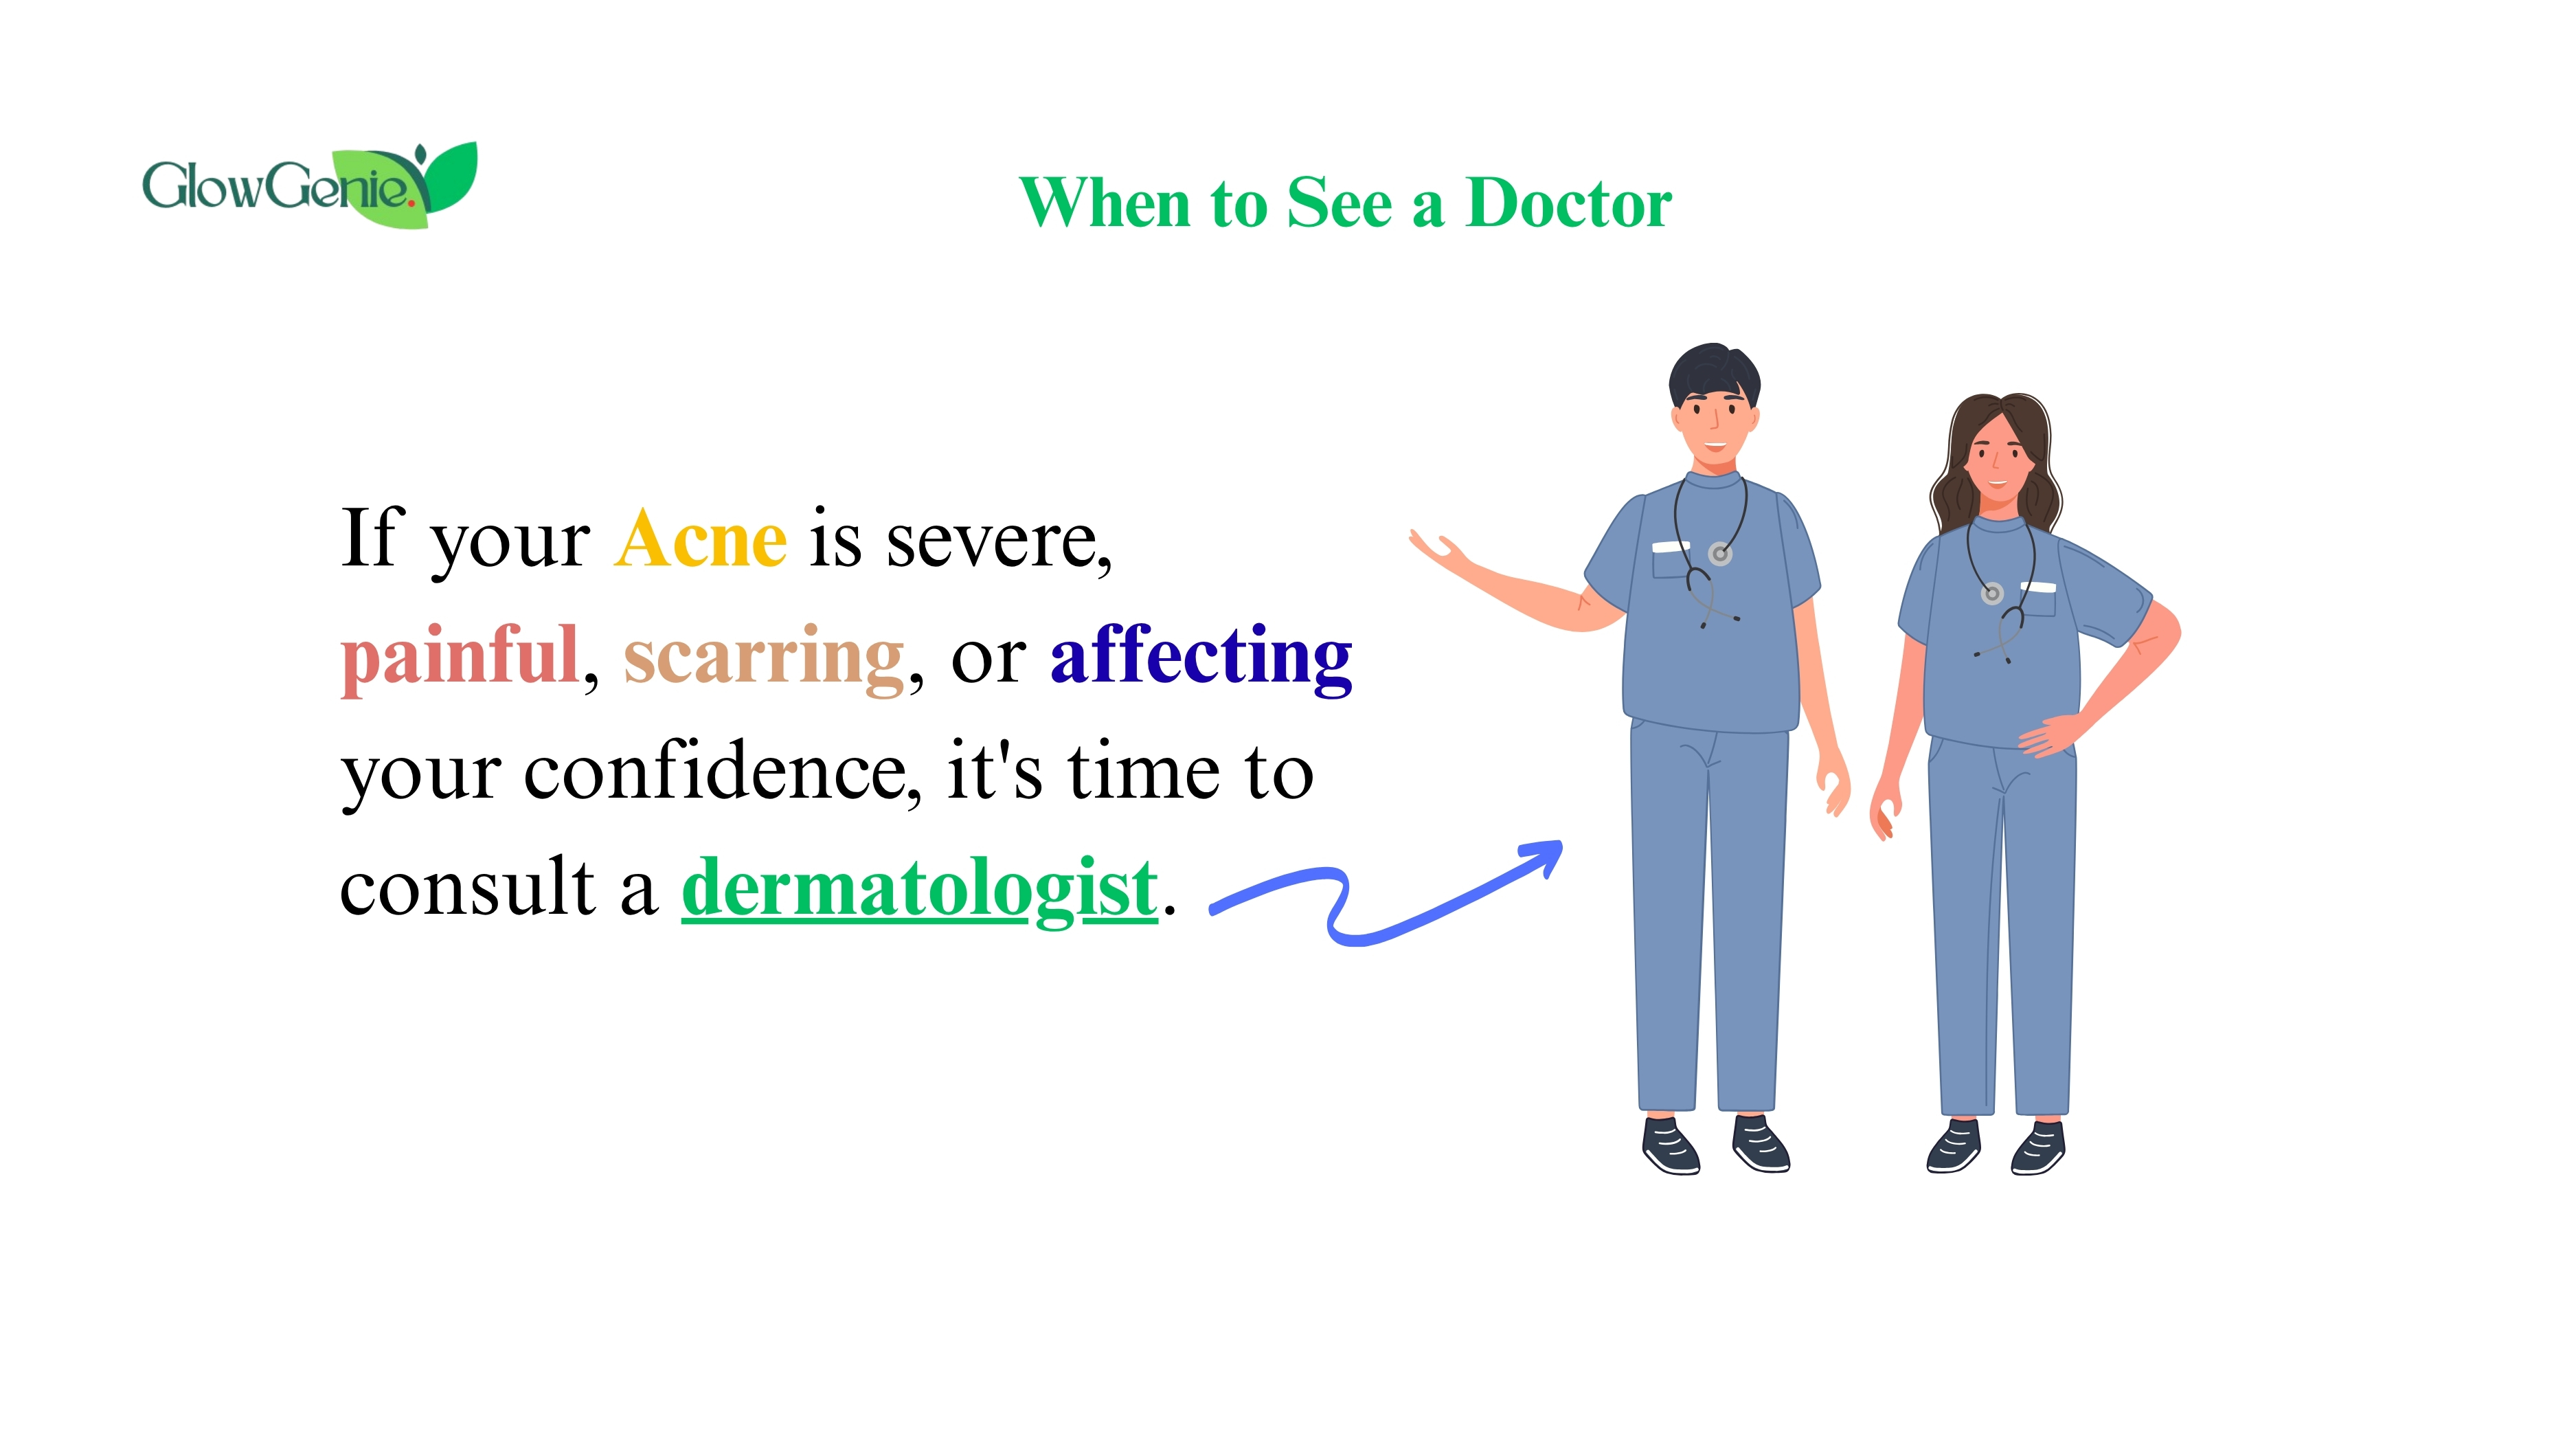 GlowGenie.
When to See a Doctor
If your Acne is severe,
painful, scarring, or affecting
your confidence, it's time to
consult a dermatologist.